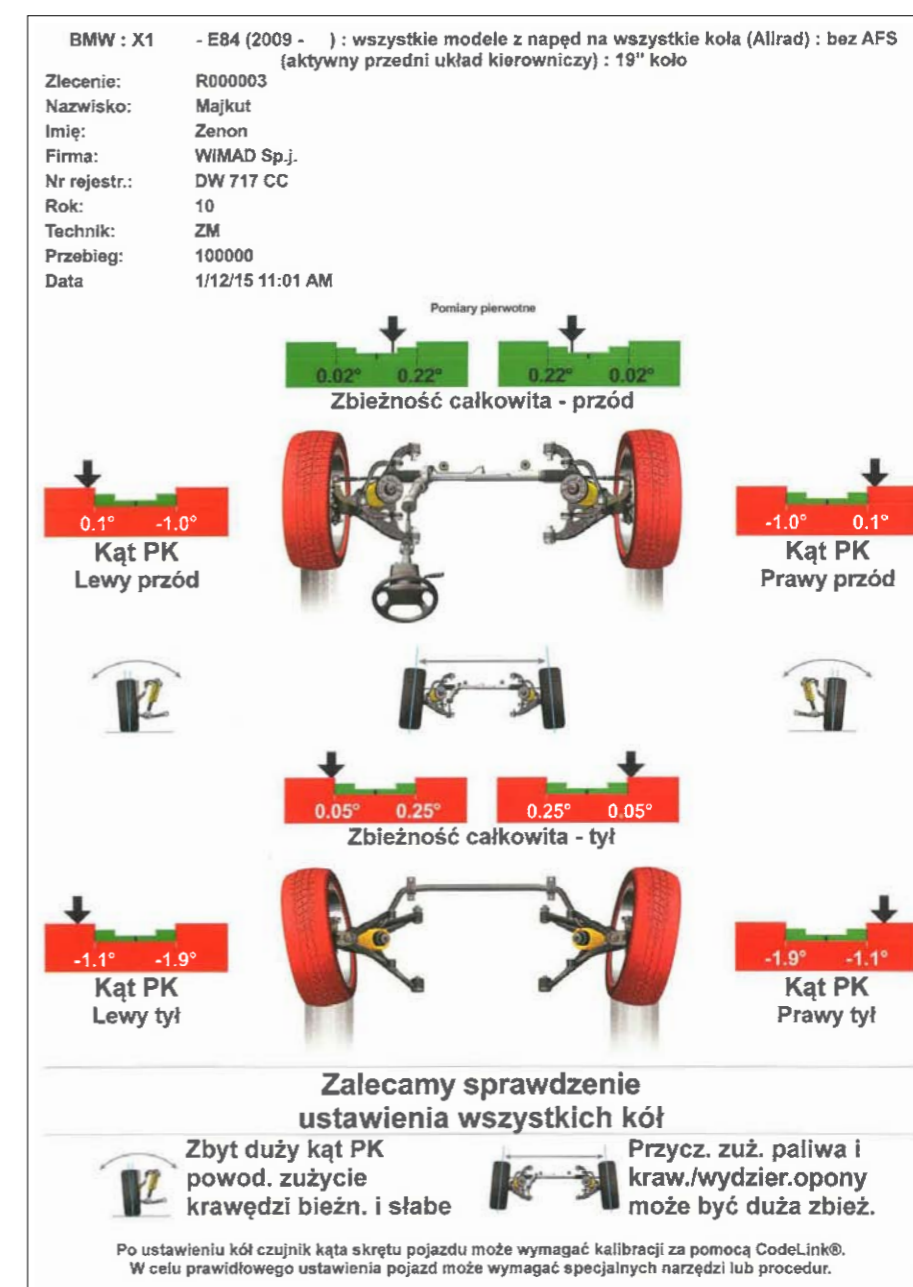 BMW : X1 - E84 (2009 - ) : wszystkie modele z napęd na wszystkie koła (Allrad) : bez AFS
(aktywny przedni układ kierowniczy) : 19" koło
Zlecenie: R000003
Nazwisko: Majkut
Imię: Zenon
Firma: WiMAD Sp.j.
Nr rejestr.: DW 717 CC
Rok: 10
Technik: ZM
Przebieg: 100000
Data 1/12/15 11:01 AM
Pomiary pierwotne
0.02° 0.22° 0.22° 0.02°
Zbieżność całkowita - przód
0.1° -1.0° -1.0° 0.1°
Kąt PK Kąt PK
Lewy przód Prawy przód
0.05° 0.25° 0.25° 0.05°
Zbieżność całkowita - tył
-1.1° -1.9° -1.9° -1.1°
Kąt PK Kąt PK
Lewy tył Prawy tył
Zalecamy sprawdzenie
ustawienia wszystkich kół
Zbyt duży kąt PK
powod. zużycie
krawędzi bieżn. i słabe
Przycz. zuż. paliwa i
kraw./wydzier.opony
może być duża zbież.
Po ustawieniu kół czujnik kąta skrętu pojazdu może wymagać kalibracji za pomocą CodeLink®.
W celu prawidłowego ustawienia pojazd może wymagać specjalnych narzędzi lub procedur.